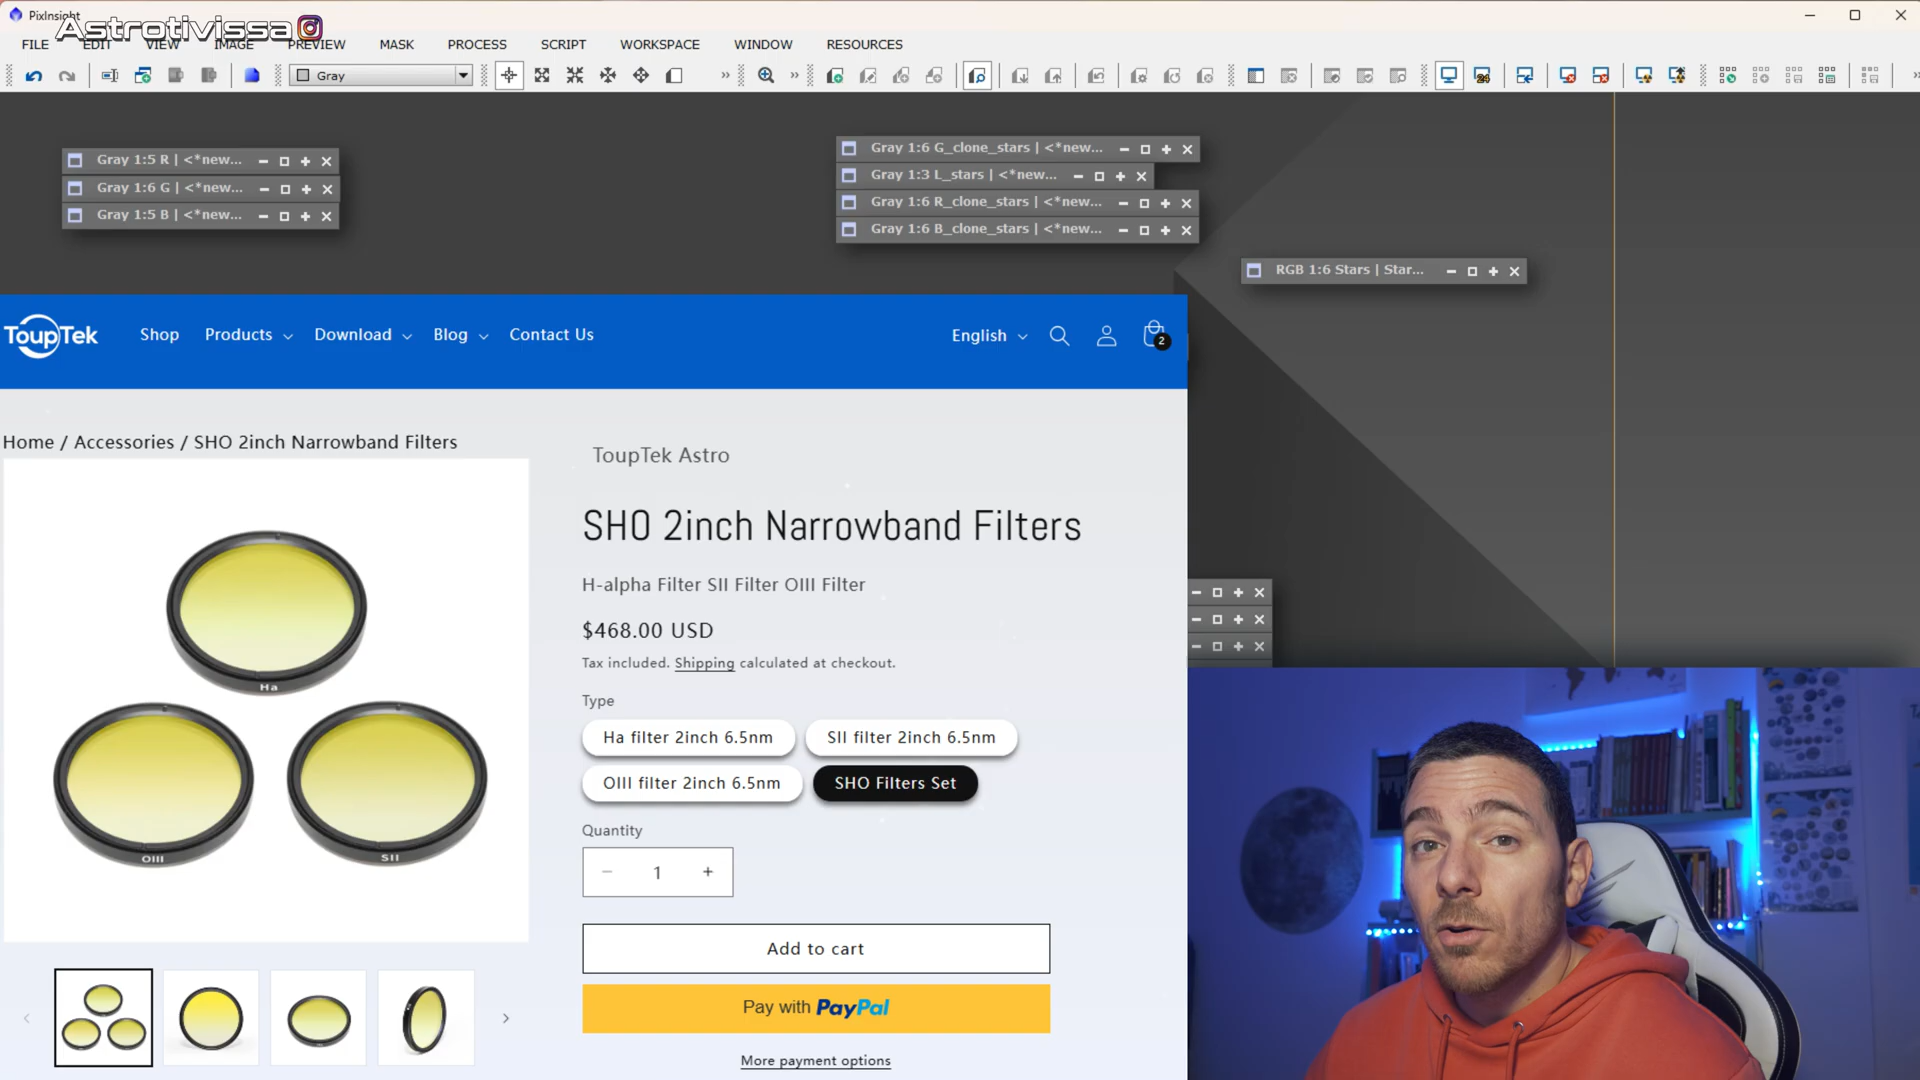 PixInsight
Astrotivissa
FILE EDIT VIEW IMAGE PREVIEW MASK PROCESS SCRIPT WORKSPACE WINDOW RESOURCES
Gray
24
Gray 1:5 R | <*new...
Gray 1:6 G | <*new...
Gray 1:5 B | <*new...
Gray 1:6 G_clone_stars | <*new...
Gray 1:3 L_stars | <*new...
Gray 1:6 R_clone_stars | <*new...
Gray 1:6 B_clone_stars | <*new...
RGB 1:6 Stars | Star...
ToupTek
Shop Products Download Blog Contact Us
English
2
Home / Accessories / SHO 2inch Narrowband Filters
ToupTek Astro
SHO 2inch Narrowband Filters
H-alpha Filter SII Filter OIII Filter
$468.00 USD
Tax included. Shipping calculated at checkout.
Type
Ha filter 2inch 6.5nm SII filter 2inch 6.5nm
OIII filter 2inch 6.5nm SHO Filters Set
Quantity
− 1 +
Add to cart
Pay with PayPal
More payment options
Ha
OIII
SII